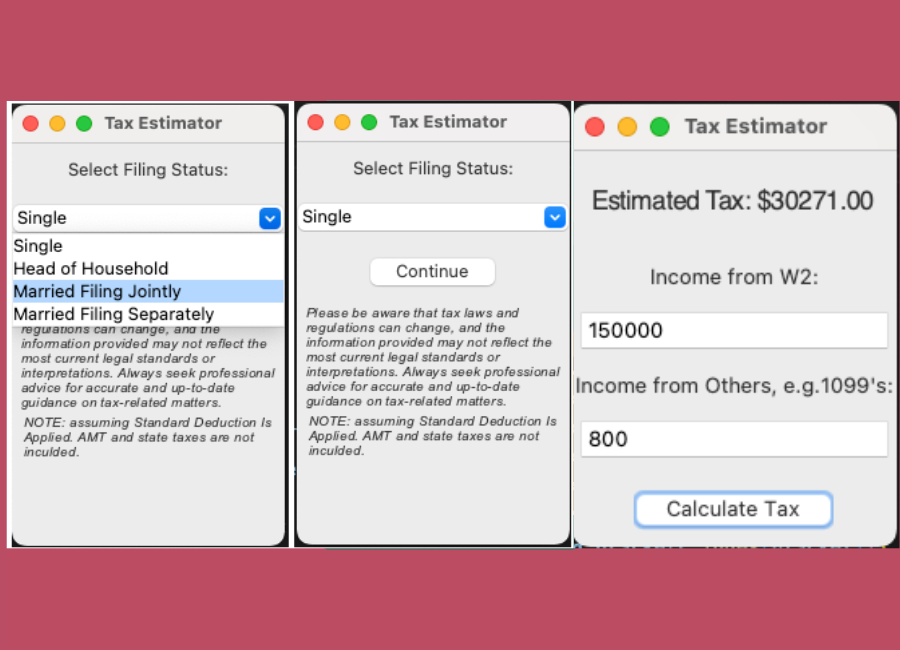 Tax Estimator
Select Filing Status:
Single
Single
Head of Household
Married Filing Jointly
Married Filing Separately
regulations can change, and the
information provided may not reflect the
most current legal standards or
interpretations. Always seek professional
advice for accurate and up-to-date
guidance on tax-related matters.
NOTE: assuming Standard Deduction Is
Applied. AMT and state taxes are not
inculded.
Tax Estimator
Select Filing Status:
Single
Continue
Please be aware that tax laws and
regulations can change, and the
information provided may not reflect the
most current legal standards or
interpretations. Always seek professional
advice for accurate and up-to-date
guidance on tax-related matters.
NOTE: assuming Standard Deduction Is
Applied. AMT and state taxes are not
inculded.
Tax Estimator
Estimated Tax: $30271.00
Income from W2:
150000
Income from Others, e.g.1099's:
800
Calculate Tax